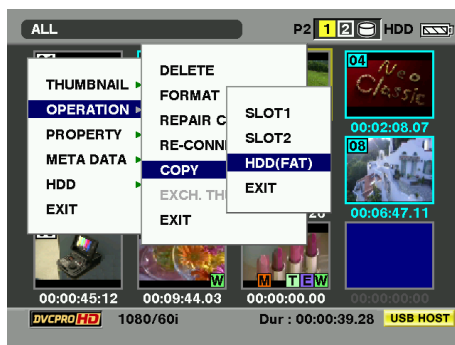 ALL P2 1 2 HDD
THUMBNAIL
OPERATION
PROPERTY
META DATA
HDD
EXIT
DELETE
FORMAT
REPAIR C
RE-CONN
COPY
EXCH. TH
EXIT
SLOT1
SLOT2
HDD(FAT)
EXIT
04
Neo
Classic
00:02:08.07
08
00:06:47.11
W
M T E W
00:00:45:12 00:09:44.03 00:00:00.00 00:00:00:00
DVCPRO HD 1080/60i Dur : 00:00:39.28 USB HOST